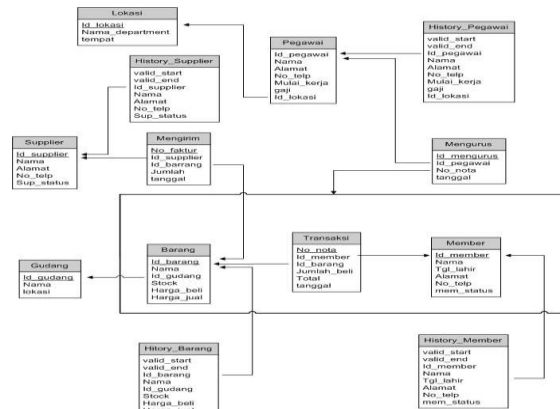 Lokasi
Id_lokasi
Nama_department
tempat
History_Supplier
valid_start
valid_end
Id_supplier
Nama
Alamat
No_telp
Sup_status
Pegawai
Id_pegawai
Nama
Alamat
No_telp
Mulai_kerja
gaji
Id_lokasi
History_Pegawai
valid_start
valid_end
Id_pegawai
Nama
Alamat
No_telp
Mulai_kerja
gaji
Id_lokasi
Supplier
Id_supplier
Nama
Alamat
No_telp
Sup_status
Mengirim
No_faktur
Id_supplier
Id_barrang
Jumlah
tanggal
Mengurus
Id_mengurus
Id_pegawai
No_nota
tanggal
Gudang
Id_gudang
Nama
lokasi
Barang
Id_barang
Nama
Id_gudang
Stock
Harga_beli
Harga_jual
Transaksi
No_nota
Id_member
Id_barang
Jumlah_beli
Total
tanggal
Member
Id_member
Nama
Tgl_lahir
Alamat
No_telp
mem_status
Hitory_Barang
valid_start
valid_end
Id_barang
Nama
Id_gudang
Stock
Harga_beli
History_Member
valid_start
valid_end
Id_member
Nama
Tgl_lahir
Alamat
No_telp
mem_status